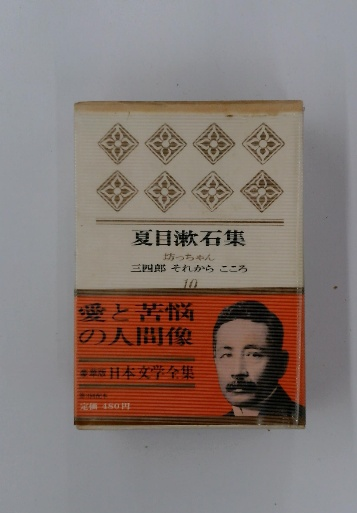 夏目漱石集
坊っちゃん
三四郎 それから こころ
10
愛と苦悩
の人間像
豪華版 日本文学全集
定価 480円